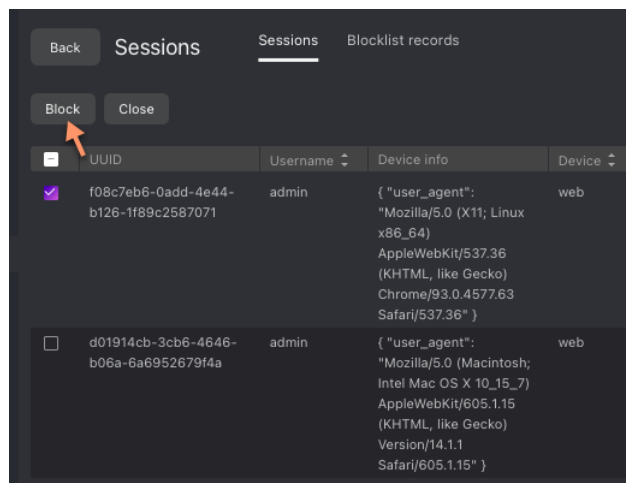 Back Sessions Sessions Blocklist records
Block Close
UUID Username Device info Device
f08c7eb6-0add-4e44-
b126-1f89c2587071
admin
{ "user_agent":
"Mozilla/5.0 (X11; Linux
x86_64)
AppleWebKit/537.36
(KHTML, like Gecko)
Chrome/93.0.4577.63
Safari/537.36" }
web
d01914cb-3cb6-4646-
b06a-6a6952679f4a
admin
{ "user_agent":
"Mozilla/5.0 (Macintosh;
Intel Mac OS X 10_15_7)
AppleWebKit/605.1.15
(KHTML, like Gecko)
Version/14.1.1
Safari/605.1.15" }
web